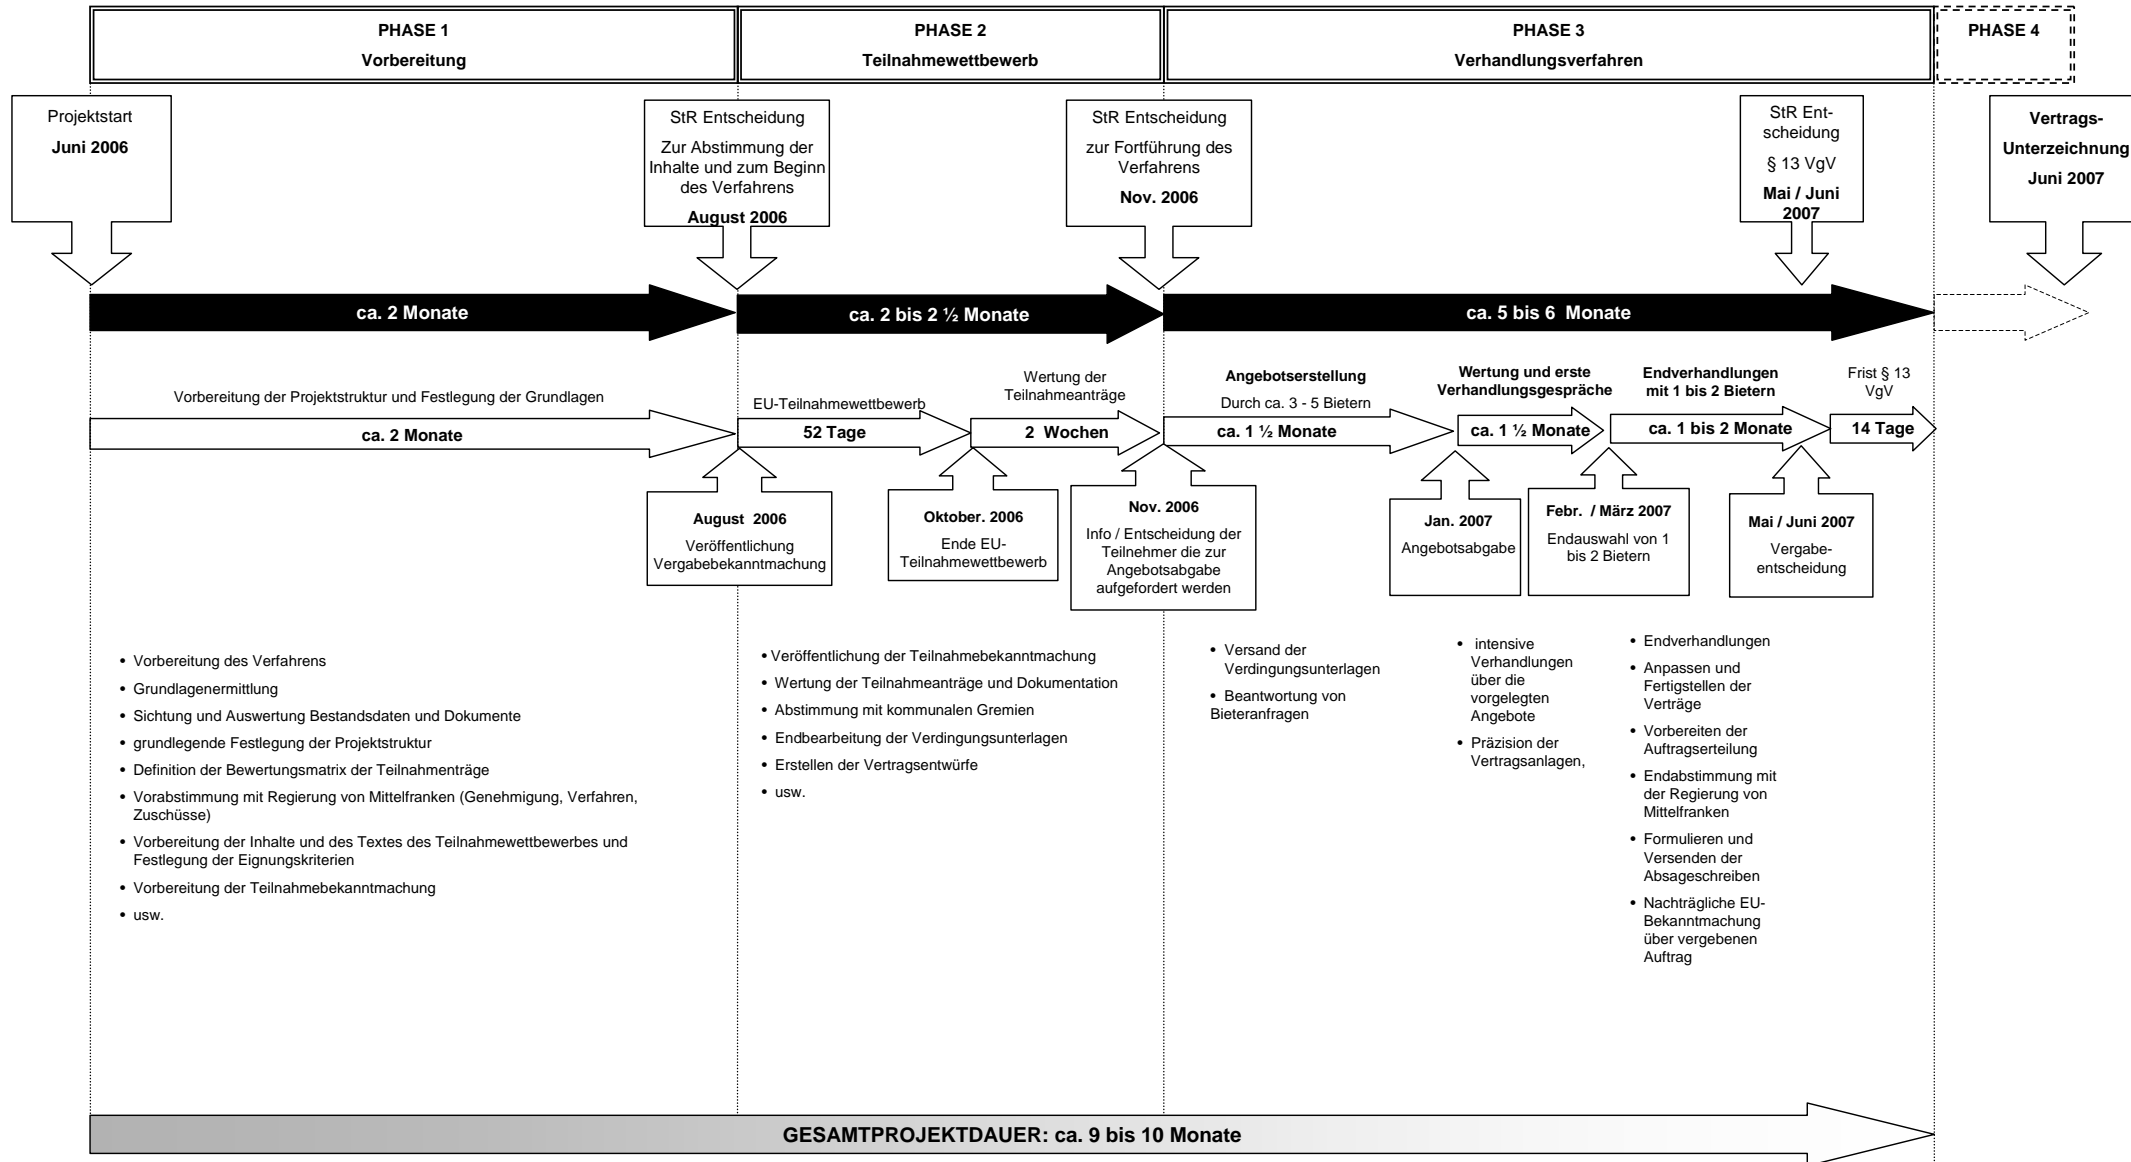 PHASE 1
Vorbereitung
PHASE 2
Teilnahmewettbewerb
PHASE 3
Verhandlungsverfahren
PHASE 4
Projektstart
Juni 2006
StR Entscheidung
Zur Abstimmung der
Inhalte und zum Beginn
des Verfahrens
August 2006
StR Entscheidung
zur Fortführung des
Verfahrens
Nov. 2006
StR Ent-
scheidung
§ 13 VgV
Mai / Juni
2007
Vertrags-
Unterzeichnung
Juni 2007
ca. 2 Monate
ca. 2 bis 2 ½ Monate
ca. 5 bis 6 Monate
Vorbereitung der Projektstruktur und Festlegung der Grundlagen
ca. 2 Monate
EU-Teilnahmewettbewerb
52 Tage
Wertung der
Teilnahmeanträge
2 Wochen
Angebotserstellung
Durch ca. 3 - 5 Bietern
ca. 1 ½ Monate
Wertung und erste
Verhandlungsgespräche
ca. 1 ½ Monate
Endverhandlungen
mit 1 bis 2 Bietern
ca. 1 bis 2 Monate
Frist § 13
VgV
14 Tage
August 2006
Veröffentlichung
Vergabebekanntmachung
Oktober. 2006
Ende EU-
Teilnahmewettbewerb
Nov. 2006
Info / Entscheidung der
Teilnehmer die zur
Angebotsabgabe
aufgefordert werden
Jan. 2007
Angebotsabgabe
Febr. / März 2007
Endauswahl von 1
bis 2 Bietern
Mai / Juni 2007
Vergabe-
entscheidung
• Vorbereitung des Verfahrens
• Grundlagenermittlung
• Sichtung und Auswertung Bestandsdaten und Dokumente
• grundlegende Festlegung der Projektstruktur
• Definition der Bewertungsmatrix der Teilnahmenträge
• Vorabstimmung mit Regierung von Mittelfranken (Genehmigung, Verfahren,
Zuschüsse)
• Vorbereitung der Inhalte und des Textes des Teilnahmewettbewerbes und
Festlegung der Eignungskriterien
• Vorbereitung der Teilnahmebekanntmachung
• usw.
• Veröffentlichung der Teilnahmebekanntmachung
• Wertung der Teilnahmeanträge und Dokumentation
• Abstimmung mit kommunalen Gremien
• Endbearbeitung der Verdingungsunterlagen
• Erstellen der Vertragsentwürfe
• usw.
• Versand der
Verdingungsunterlagen
• Beantwortung von
Bieteranfragen
• intensive
Verhandlungen
über die
vorgelegten
Angebote
• Präzision der
Vertragsanlagen,
• Endverhandlungen
• Anpassen und
Fertigstellen der
Verträge
• Vorbereiten der
Auftragserteilung
• Endabstimmung mit
der Regierung von
Mittelfranken
• Formulieren und
Versenden der
Absageschreiben
• Nachträgliche EU-
Bekanntmachung
über vergebenen
Auftrag
GESAMTPROJEKTDAUER: ca. 9 bis 10 Monate